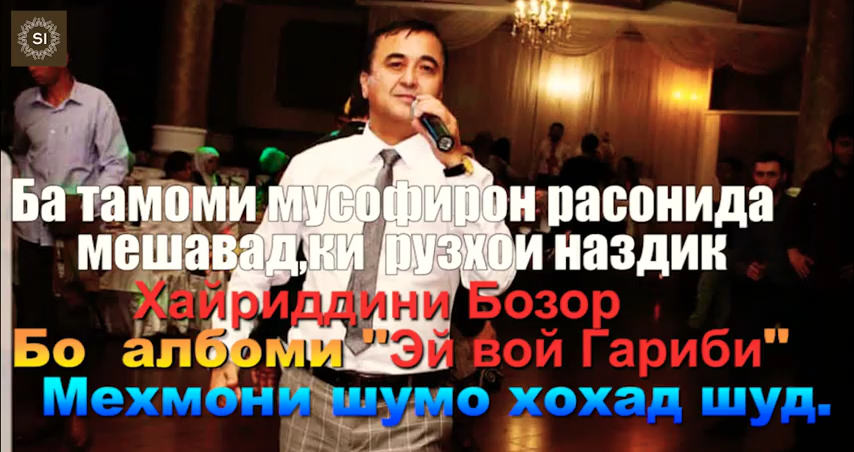 SI
Ба тамоми мусофирон расонида
мешавад,ки рузхои наздик
Хайриддини Бозор
Бо албоми "Эй вой Гариби"
Мехмони шумо хохад шуд.